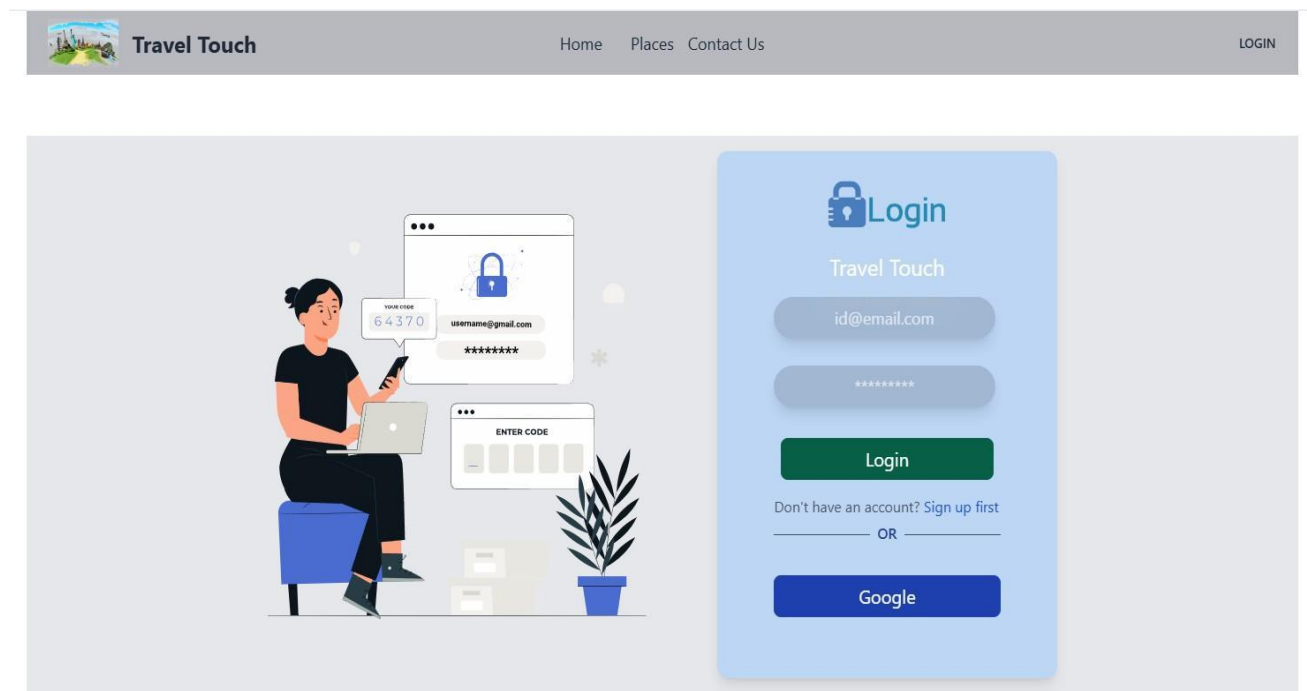 Travel Touch
Home Places Contact Us
LOGIN
YOUR CODE
64370
username@gmail.com
********
ENTER CODE
Login
Travel Touch
id@email.com
*********
Login
Don't have an account? Sign up first
OR
Google